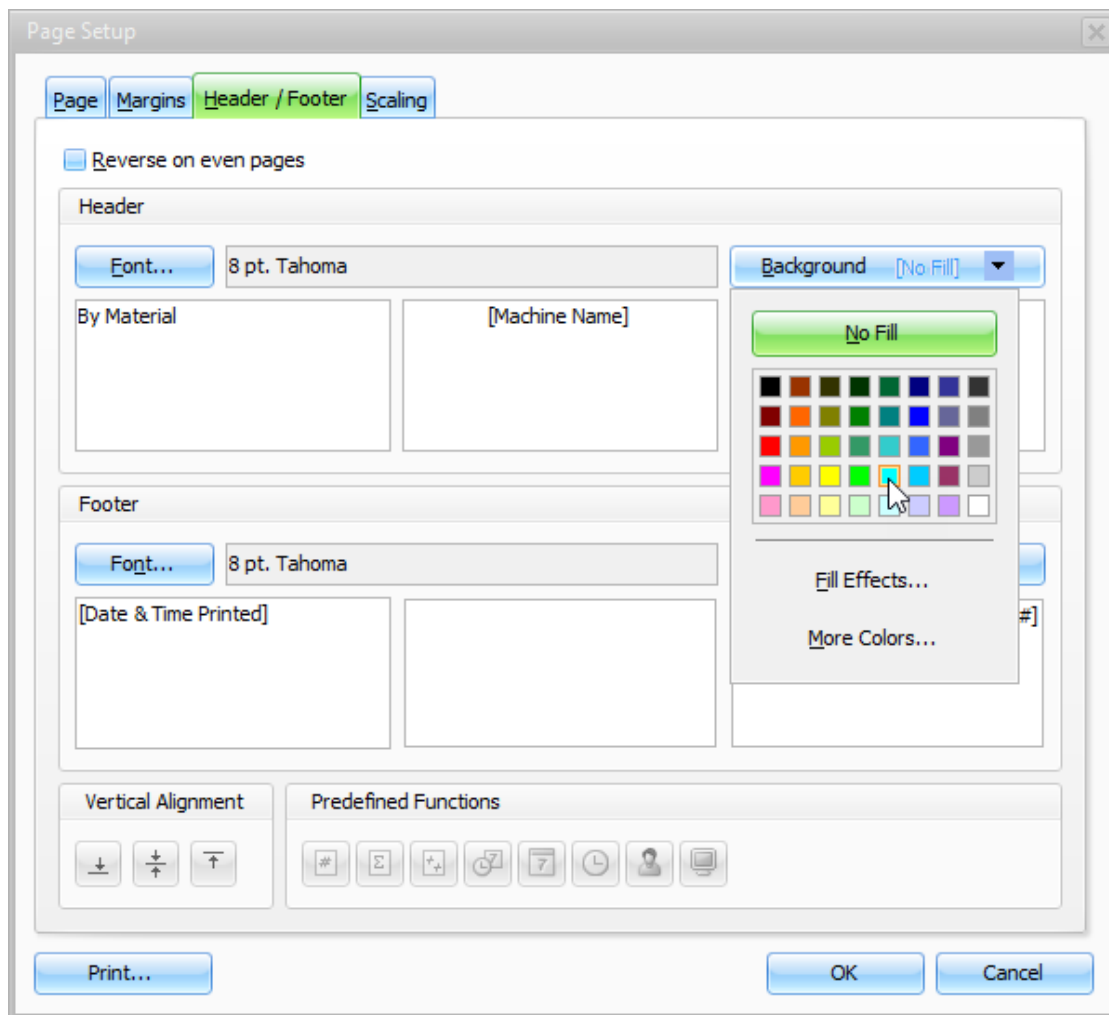 Page Setup
Page Margins Header / Footer Scaling
Reverse on even pages
Header
Font... 8 pt. Tahoma Background [No Fill]
By Material [Machine Name]
No Fill
Footer
Font... 8 pt. Tahoma
Fill Effects...
[Date & Time Printed] #]
More Colors...
Vertical Alignment Predefined Functions
# Σ 7 7
Print... OK Cancel